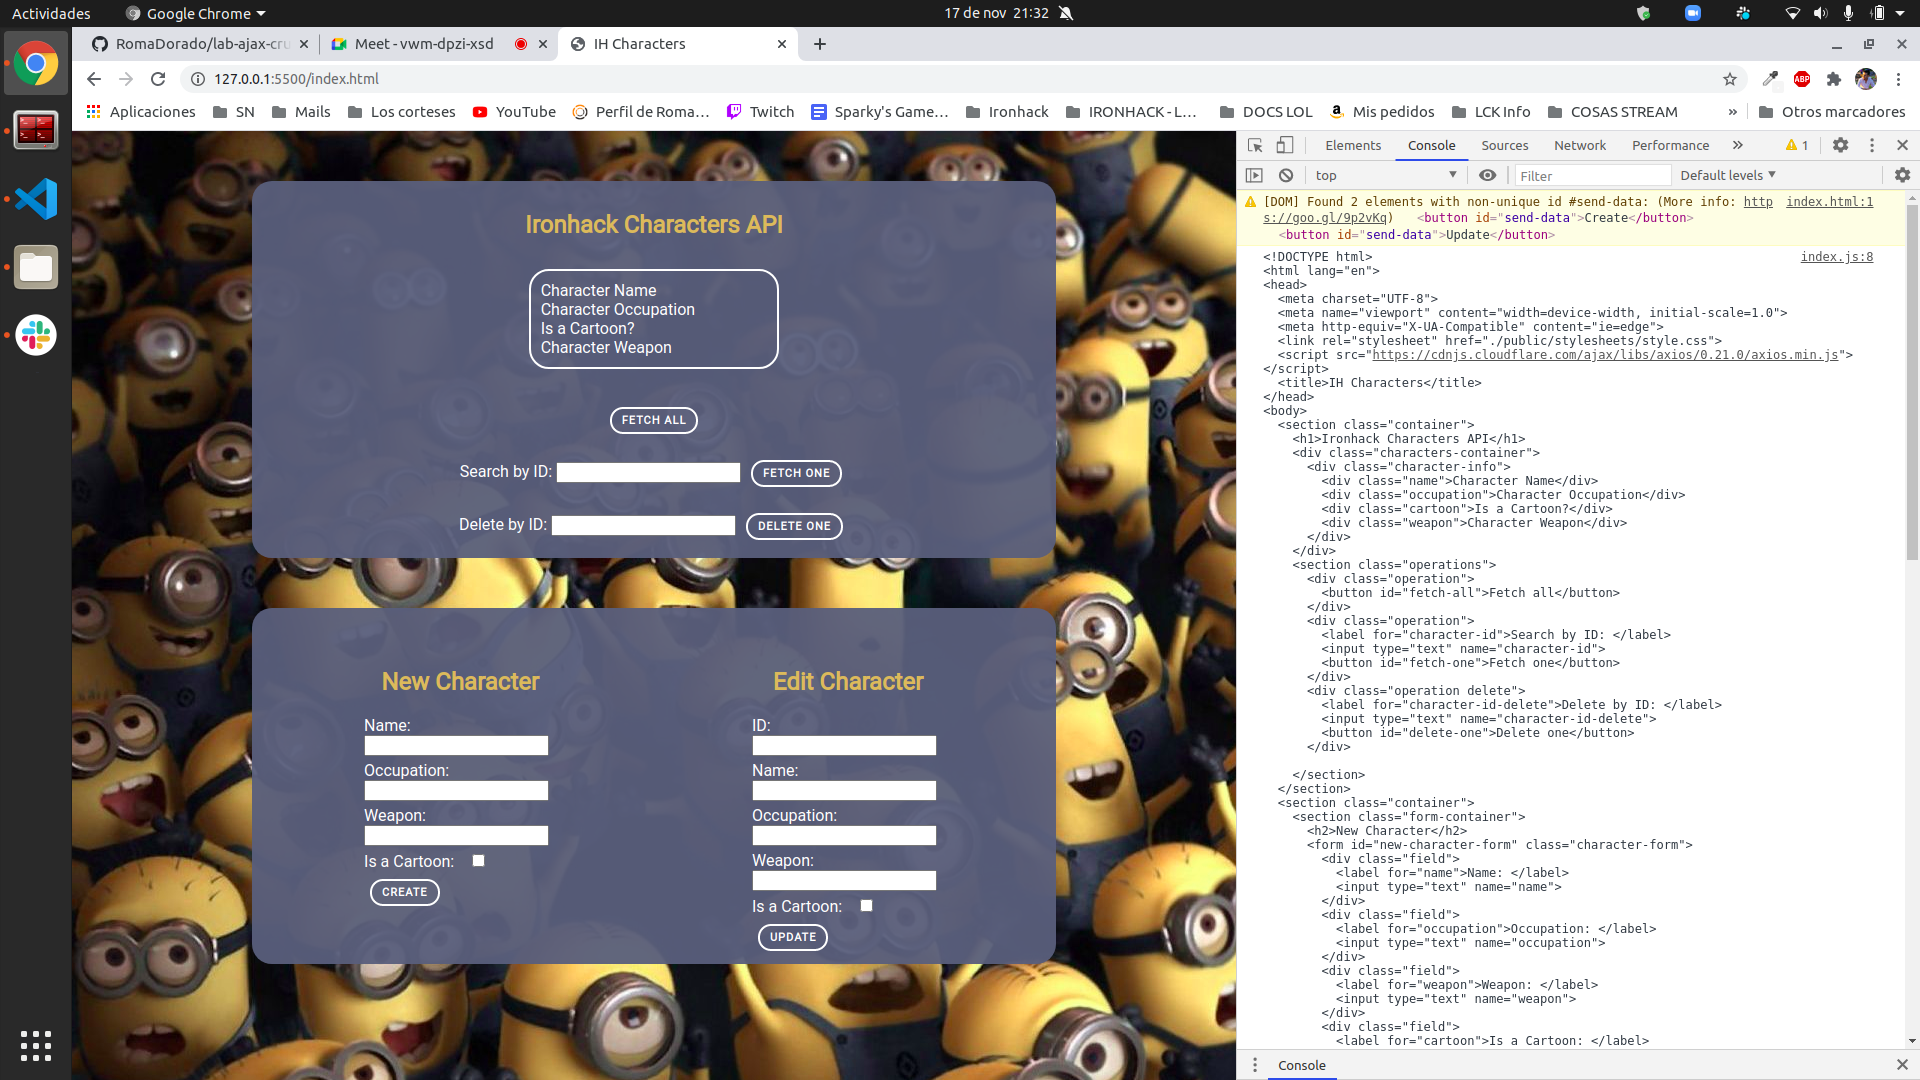 Actividades
Google Chrome
17 de nov 21:32
RomaDorado/lab-ajax-cru
Meet - vwm-dpzi-xsd
IH Characters
127.0.0.1:5500/index.html
ABP
Aplicaciones
SN
Mails
Los corteses
YouTube
Perfil de Roma…
Twitch
Sparky's Game…
Ironhack
IRONHACK - L…
DOCS LOL
Mis pedidos
LCK Info
COSAS STREAM
»
Otros marcadores
Ironhack Characters API
Character Name
Character Occupation
Is a Cartoon?
Character Weapon
FETCH ALL
Search by ID:
FETCH ONE
Delete by ID:
DELETE ONE
New Character
Name:
Occupation:
Weapon:
Is a Cartoon:
CREATE
Edit Character
ID:
Name:
Occupation:
Weapon:
Is a Cartoon:
UPDATE
Elements
Console
Sources
Network
Performance
»
1
top
Filter
Default levels
[DOM] Found 2 elements with non-unique id #send-data: (More info: http index.html:1
s://goo.gl/9p2vKq) <button id="send-data">Create</button>
<button id="send-data">Update</button>
<!DOCTYPE html> index.js:8
<html lang="en">
<head>
<meta charset="UTF-8">
<meta name="viewport" content="width=device-width, initial-scale=1.0">
<meta http-equiv="X-UA-Compatible" content="ie=edge">
<link rel="stylesheet" href="./public/stylesheets/style.css">
<script src="https://cdnjs.cloudflare.com/ajax/libs/axios/0.21.0/axios.min.js">
</script>
<title>IH Characters</title>
</head>
<body>
<section class="container">
<h1>Ironhack Characters API</h1>
<div class="characters-container">
<div class="character-info">
<div class="name">Character Name</div>
<div class="occupation">Character Occupation</div>
<div class="cartoon">Is a Cartoon?</div>
<div class="weapon">Character Weapon</div>
</div>
</div>
<section class="operations">
<div class="operation">
<button id="fetch-all">Fetch all</button>
</div>
<div class="operation">
<label for="character-id">Search by ID: </label>
<input type="text" name="character-id">
<button id="fetch-one">Fetch one</button>
</div>
<div class="operation delete">
<label for="character-id-delete">Delete by ID: </label>
<input type="text" name="character-id-delete">
<button id="delete-one">Delete one</button>
</div>
</section>
</section>
<section class="container">
<section class="form-container">
<h2>New Character</h2>
<form id="new-character-form" class="character-form">
<div class="field">
<label for="name">Name: </label>
<input type="text" name="name">
</div>
<div class="field">
<label for="occupation">Occupation: </label>
<input type="text" name="occupation">
</div>
<div class="field">
<label for="weapon">Weapon: </label>
<input type="text" name="weapon">
</div>
<div class="field">
<label for="cartoon">Is a Cartoon: </label>
Console